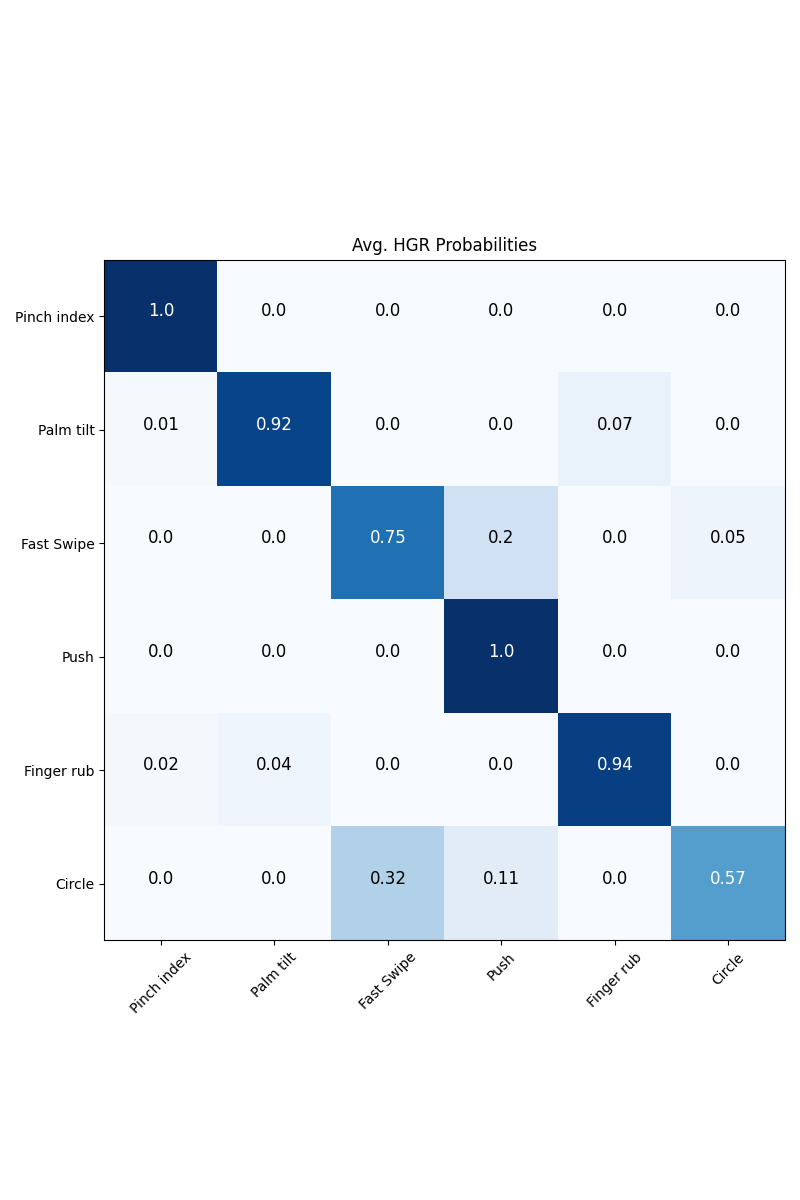 Avg. HGR Probabilities
Pinch index 1.0 0.0 0.0 0.0 0.0 0.0
Palm tilt 0.01 0.92 0.0 0.0 0.07 0.0
Fast Swipe 0.0 0.0 0.75 0.2 0.0 0.05
Push 0.0 0.0 0.0 1.0 0.0 0.0
Finger rub 0.02 0.04 0.0 0.0 0.94 0.0
Circle 0.0 0.0 0.32 0.11 0.0 0.57
Pinch index Palm tilt Fast Swipe Push Finger rub Circle